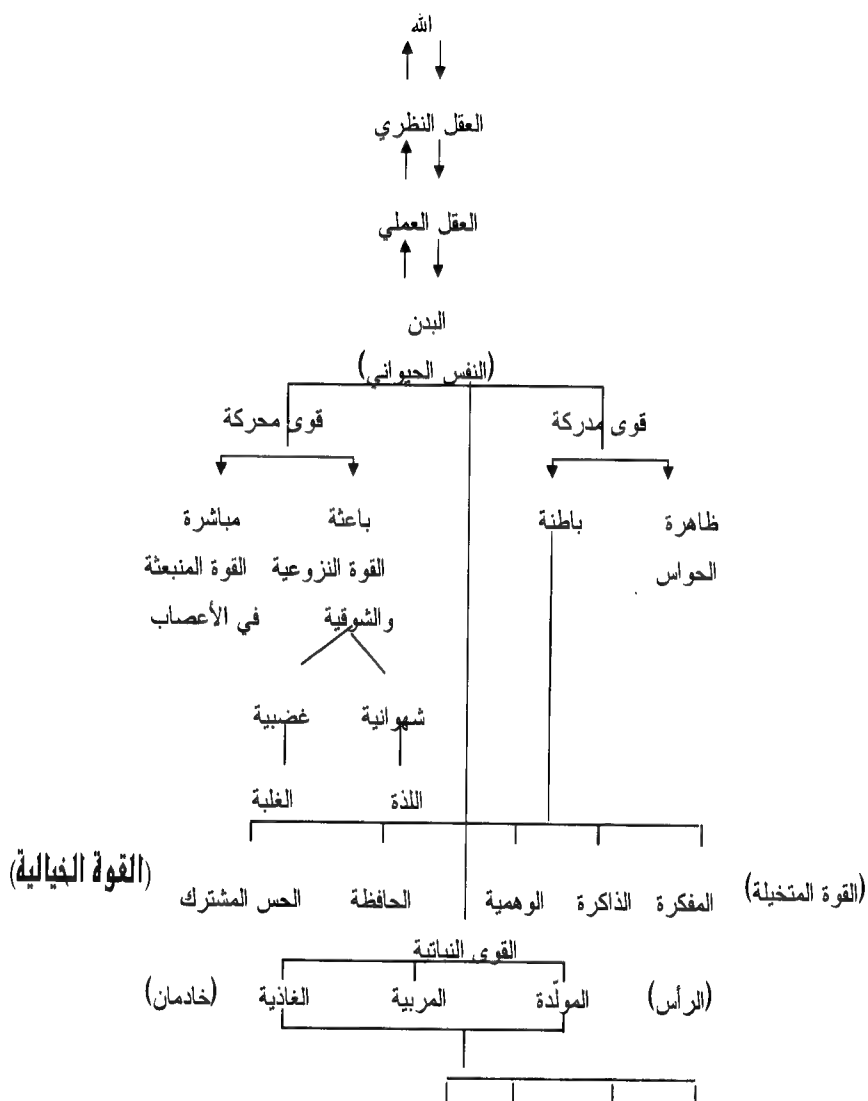 الله
العقل النظري
العقل العملي
البدن
(النفس الحيواني)
قوى مدركة
قوى محركة
ظاهرة
باطنة
باعثة
مباشرة
الحواس
القوة النزوعية
القوة المنبعثة
والشوقية
في الأعصاب
شهوانية
غضبية
اللذة
الغلبة
(القوة المتخيلة)
المفكرة
الذاكرة
الوهمية
الحافظة
الحس المشترك
(القوة الخيالية)
القوى النباتية
(الرأس)
المولّدة
المربية
الغاذية
(خادمان)